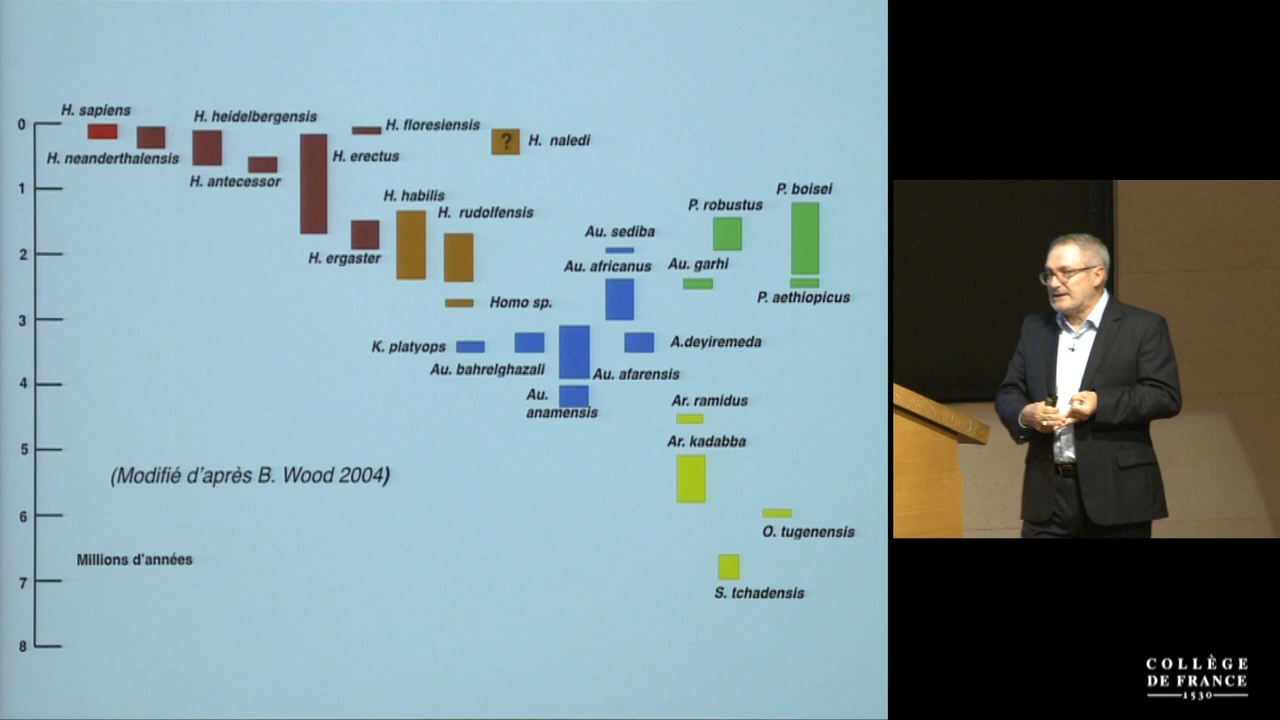 H. sapiens
H. heidelbergensis
H. floresiensis
0
? H. naledi
H. neanderthalensis
H. erectus
H. antecessor
1
H. habilis
P. boisei
H. rudolfensis
P. robustus
Au. sediba
2
H. ergaster
Au. africanus
Au. garhi
Homo sp.
P. aethiopicus
3
K. platyops
A.deyiremeda
Au. bahrelghazali
Au. afarensis
4
Au.
anamensis
Ar. ramidus
Ar. kadabba
5
(Modifié d'après B. Wood 2004)
6
O. tugenensis
Millions d'années
7
S. tchadensis
8
COLLÈGE
DE FRANCE
1530